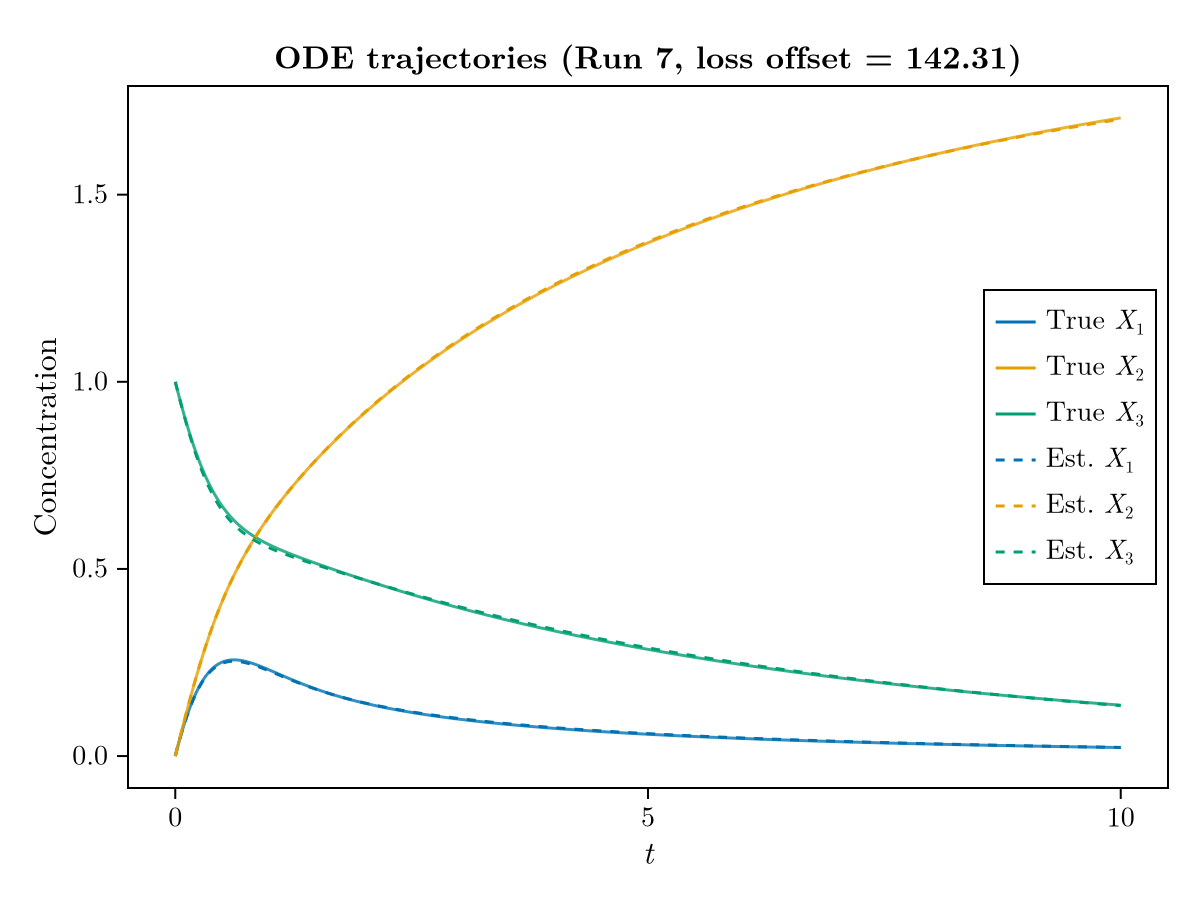 ODE trajectories (Run 7, loss offset = 142.31)
Concentration
1.5
1.0
0.5
0.0
True X₁
True X₂
True X₃
Est. X₁
Est. X₂
Est. X₃
0 5 10
t